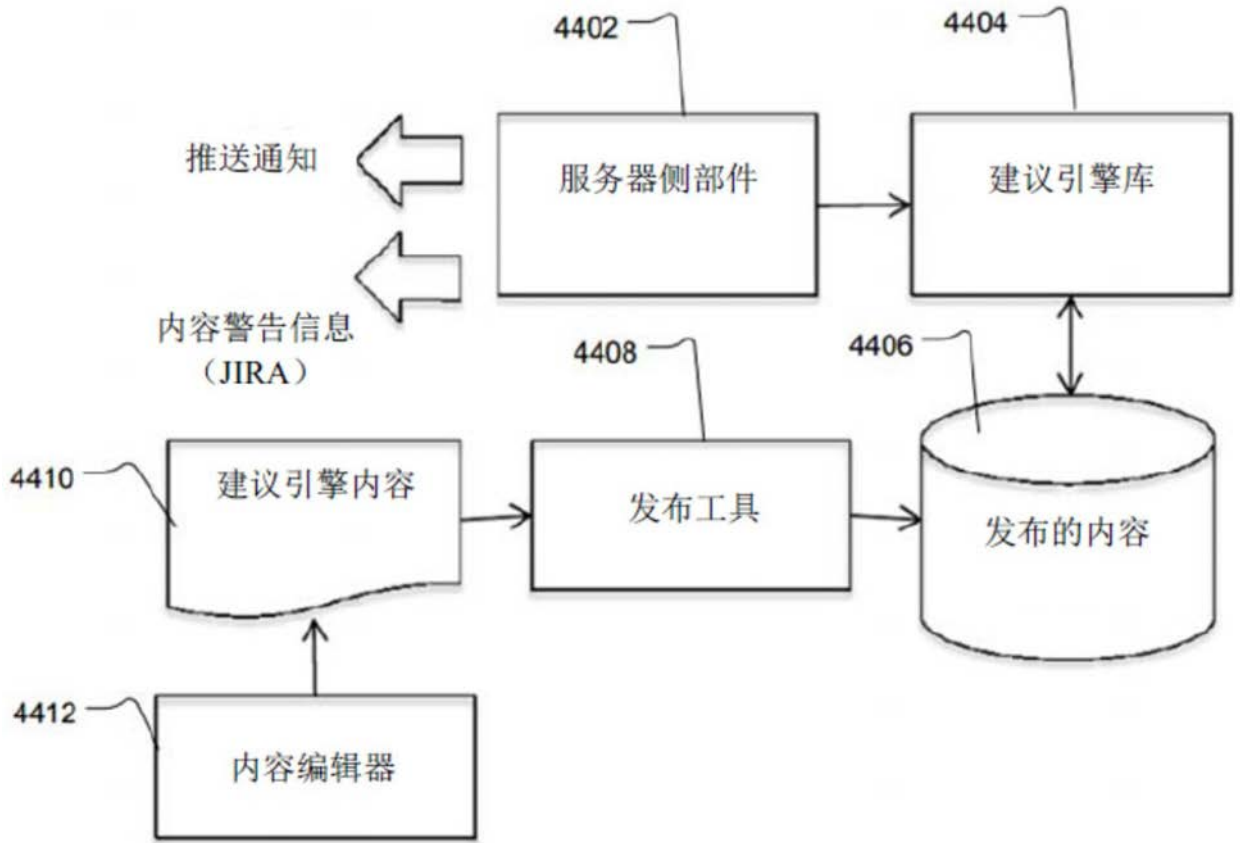 4402
4404
推送通知
服务器侧部件
建议引擎库
内容警告信息
（JIRA）
4408
4406
4410
建议引擎内容
发布工具
发布的内容
4412
内容编辑器